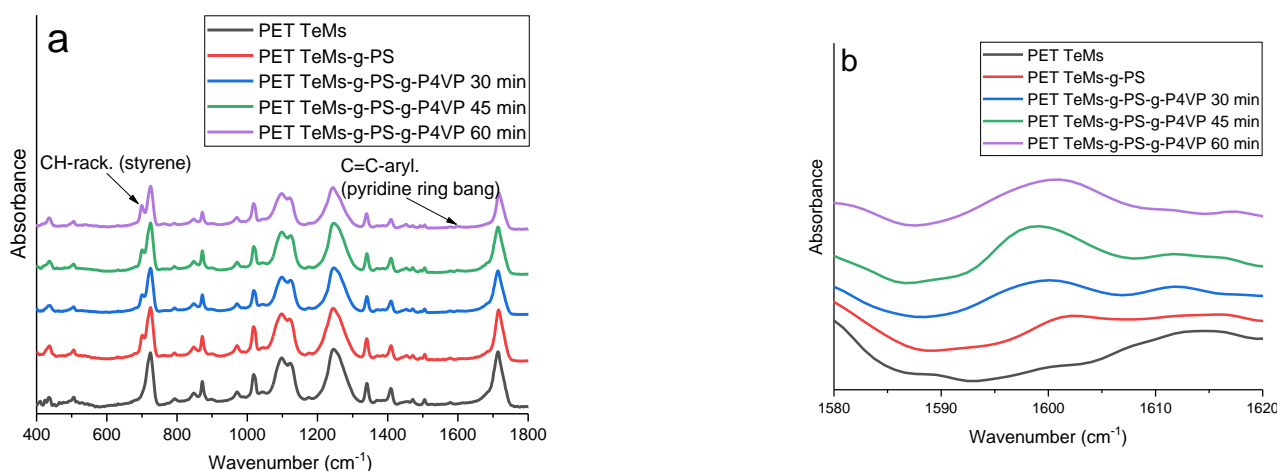 a
PET TeMs
PET TeMs-g-PS
PET TeMs-g-PS-g-P4VP 30 min
PET TeMs-g-PS-g-P4VP 45 min
PET TeMs-g-PS-g-P4VP 60 min
CH-rack. (styrene)
C=C-aryl.
(pyridine ring bang)
Absorbance
400 600 800 1000 1200 1400 1600 1800
Wavenumber (cm-1)
b
PET TeMs
PET TeMs-g-PS
PET TeMs-g-PS-g-P4VP 30 min
PET TeMs-g-PS-g-P4VP 45 min
PET TeMs-g-PS-g-P4VP 60 min
Absorbance
1580 1590 1600 1610 1620
Wavenumber (cm-1)